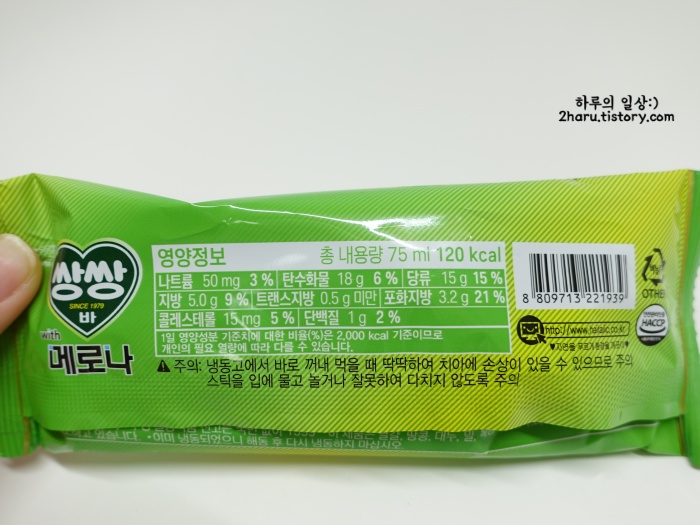 하루의 일상:)
2haru.tistory.com
쌍쌍
SINCE 1979
바
with
메로나
영양정보 총 내용량 75 ml 120 kcal
나트륨 50 mg 3 % 탄수화물 18 g 6 % 당류 15 g 15 %
지방 5.0 g 9 % 트랜스지방 0.5 g 미만 포화지방 3.2 g 21 %
콜레스테롤 15 mg 5 % 단백질 1 g 2 %
1일 영양성분 기준치에 대한 비율(%)은 2,000 kcal 기준이므로
개인의 필요 열량에 따라 다를 수 있습니다.
주의: 냉동고에서 바로 꺼내 먹을 때 딱딱하여 치아에 손상이 있을 수 있으므로 주의
스틱을 입에 물고 놀거나 잘못하여 다치지 않도록 주의
8 809713 221939
OTHER
HACCP
대두, 밀,
있습니다. • 이미 냉동되었으니 해동 후 다시 냉동하지 마십시오